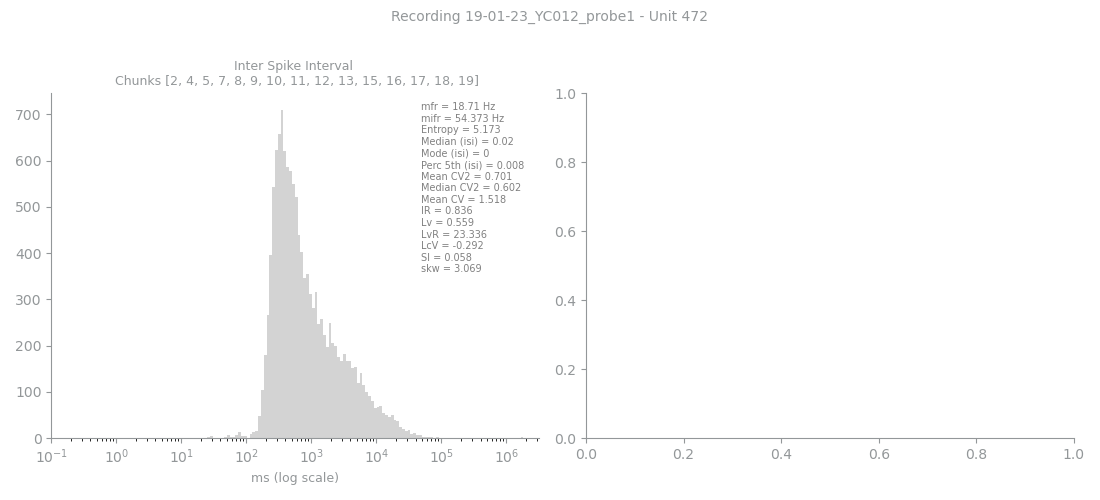 Recording 19-01-23_YC012_probe1 - Unit 472
Inter Spike Interval
Chunks [2, 4, 5, 7, 8, 9, 10, 11, 12, 13, 15, 16, 17, 18, 19]
mfr = 18.71 Hz
mifr = 54.373 Hz
Entropy = 5.173
Median (isi) = 0.02
Mode (isi) = 0
Perc 5th (isi) = 0.008
Mean CV2 = 0.701
Median CV2 = 0.602
Mean CV = 1.518
IR = 0.836
Lv = 0.559
LvR = 23.336
LcV = -0.292
SI = 0.058
skw = 3.069
700
600
500
400
300
200
100
0
10⁻¹ 10⁰ 10¹ 10² 10³ 10⁴ 10⁵ 10⁶
ms (log scale)
1.0
0.8
0.6
0.4
0.2
0.0
0.0 0.2 0.4 0.6 0.8 1.0